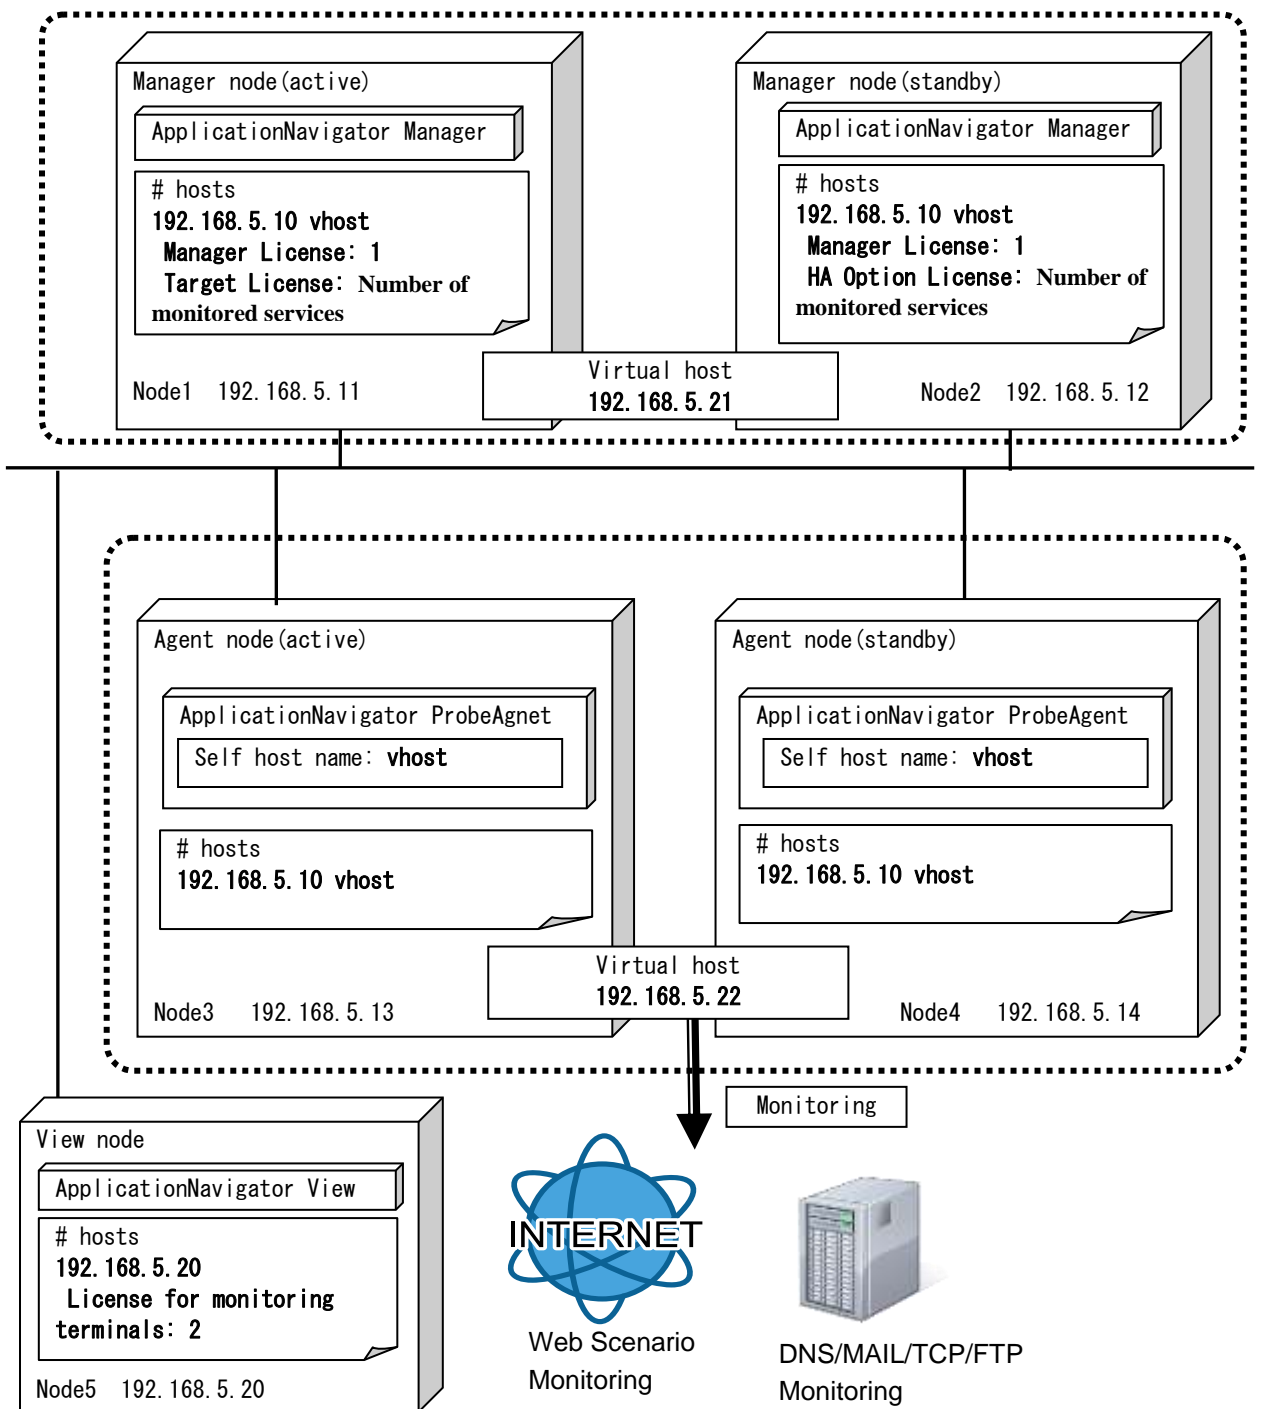 Manager node(active)
ApplicationNavigator Manager
# hosts
192.168.5.10 vhost
Manager License: 1
Target License: Number of
monitored services
Node1 192.168.5.11
Manager node(standby)
ApplicationNavigator Manager
# hosts
192.168.5.10 vhost
Manager License: 1
HA Option License: Number of
monitored services
Node2 192.168.5.12
Virtual host
192.168.5.21
Agent node(active)
ApplicationNavigator ProbeAgnet
Self host name: vhost
# hosts
192.168.5.10 vhost
Node3 192.168.5.13
Agent node(standby)
ApplicationNavigator ProbeAgent
Self host name: vhost
# hosts
192.168.5.10 vhost
Node4 192.168.5.14
Virtual host
192.168.5.22
Monitoring
View node
ApplicationNavigator View
# hosts
192.168.5.20
License for monitoring
terminals: 2
Node5 192.168.5.20
INTERNET
Web Scenario
Monitoring
DNS/MAIL/TCP/FTP
Monitoring